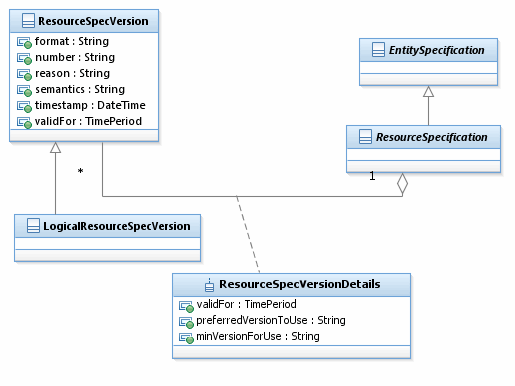 ResourceSpecVersion
format : String
number : String
reason : String
semantics : String
timestamp : DateTime
validFor : TimePeriod
EntitySpecification
ResourceSpecification
*
1
LogicalResourceSpecVersion
ResourceSpecVersionDetails
validFor : TimePeriod
preferredVersionToUse : String
minVersionForUse : String